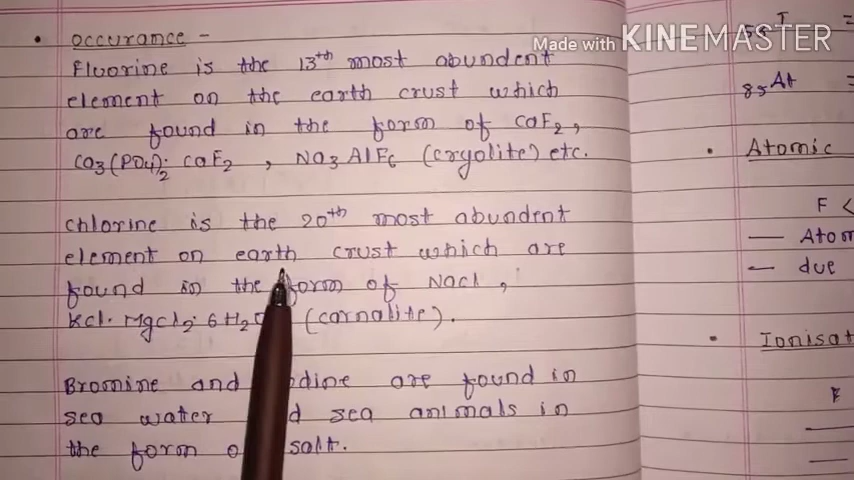 • occurance -
Fluorine is the 13th most abundent
element on the earth crust which
are found in the form of CaF2,
Ca3(PO4)2·CaF2, Na3AlF6 (cryolite) etc.
chlorine is the 20th most abundent
element on earth crust which are
found in the form of Nacl,
Kcl·Mgcl2·6H2O (carnalite).
Bromine and dine are found in
sea water d sea animals in
the form o salt.
Made with KINEMASTER
85At =
• Atomic
F <
— Atom
— due
• Ionisat
F